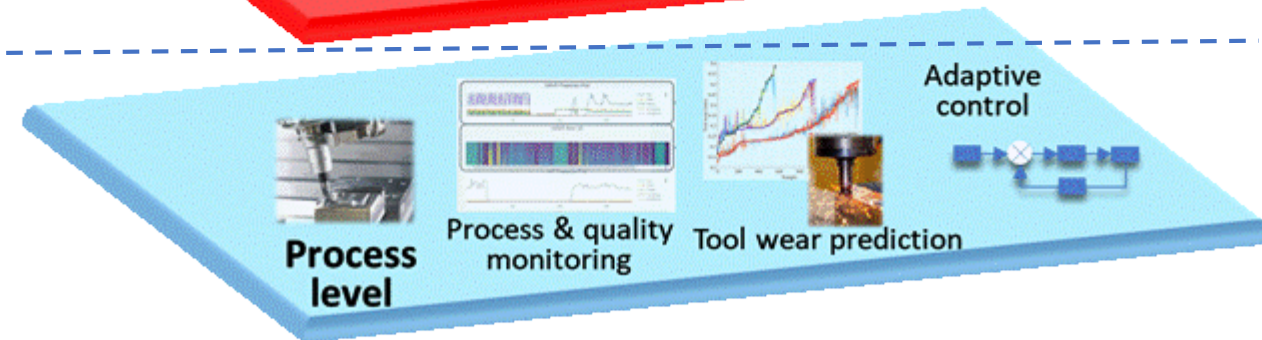 Process
level
Process & quality
monitoring
Tool wear prediction
Adaptive
control